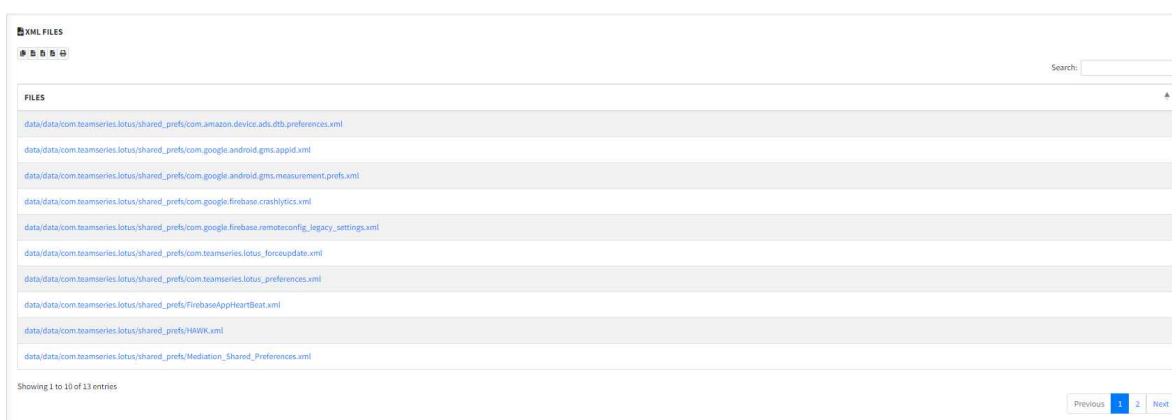 XML FILES
Search:
FILES
data/data/com.teamseries.lotus/shared_prefs/com.amazon.device.ads.dtb.preferences.xml
data/data/com.teamseries.lotus/shared_prefs/com.google.android.gms.appid.xml
data/data/com.teamseries.lotus/shared_prefs/com.google.android.gms.measurement.prefs.xml
data/data/com.teamseries.lotus/shared_prefs/com.google.firebase.crashlytics.xml
data/data/com.teamseries.lotus/shared_prefs/com.google.firebase.remoteconfig_legacy_settings.xml
data/data/com.teamseries.lotus/shared_prefs/com.teamseries.lotus_forceupdate.xml
data/data/com.teamseries.lotus/shared_prefs/com.teamseries.lotus_preferences.xml
data/data/com.teamseries.lotus/shared_prefs/FirebaseAppHeartBeat.xml
data/data/com.teamseries.lotus/shared_prefs/HAWK.xml
data/data/com.teamseries.lotus/shared_prefs/Mediation_Shared_Preferences.xml
Showing 1 to 10 of 13 entries
Previous 1 2 Next